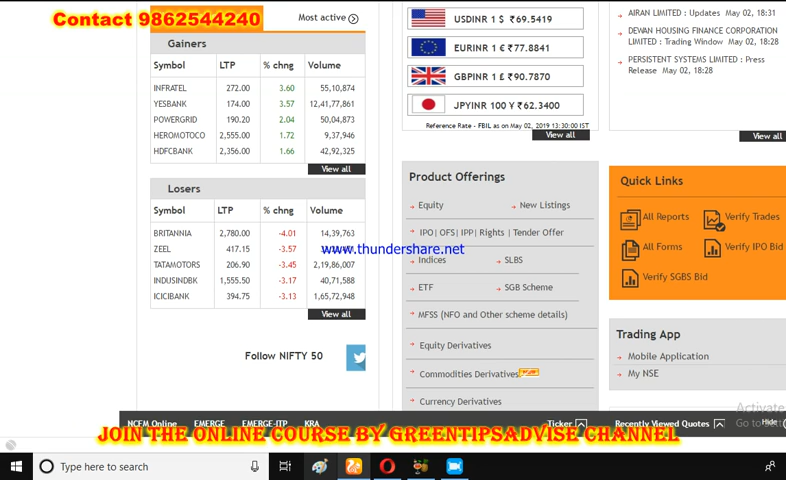 Contact 9862544240
Most active
Gainers
Symbol LTP % chng Volume
INFRATEL 272.00 3.60 55,10,874
YESBANK 174.00 3.57 12,41,77,861
POWERGRID 190.20 2.04 50,04,873
HEROMOTOCO 2,555.00 1.72 9,37,946
HDFCBANK 2,356.00 1.66 42,92,325
View all
Losers
Symbol LTP % chng Volume
BRITANNIA 2,780.00 -4.01 14,39,763
ZEEL 417.15 -3.57
TATAMOTORS 206.90 -3.45 2,19,86,007
INDUSINDBK 1,555.50 -3.17 40,71,588
ICICIBANK 394.75 -3.13 1,65,72,948
View all
Follow NIFTY 50
USDINR 1 $ ₹69.5419
EURINR 1 € ₹77.8841
GBPINR 1 £ ₹90.7870
JPYINR 100 ¥ ₹62.3400
Reference Rate - FBIL as on May 02, 2019 13:30:00 IST
View all
www.thundershare.net
Product Offerings
Equity
New Listings
IPO| OFS| IPP| Rights | Tender Offer
Indices
SLBS
ETF
SGB Scheme
MFSS (NFO and Other scheme details)
Equity Derivatives
Commodities Derivatives
Currency Derivatives
AIRAN LIMITED : Updates May 02, 18:31
DEWAN HOUSING FINANCE CORPORATION
LIMITED : Trading Window May 02, 18:28
PERSISTENT SYSTEMS LIMITED : Press
Release May 02, 18:28
View all
Quick Links
All Reports
Verify Trades
All Forms
Verify IPO Bid
Verify SGBS Bid
Trading App
Mobile Application
My NSE
Activate
Go to
NCFM Online EMERGE EMERGE-ITP KRA Ticker Recently Viewed Quotes Hide
JOIN THE ONLINE COURSE BY GREENTIPSADVISE CHANNEL
Type here to search